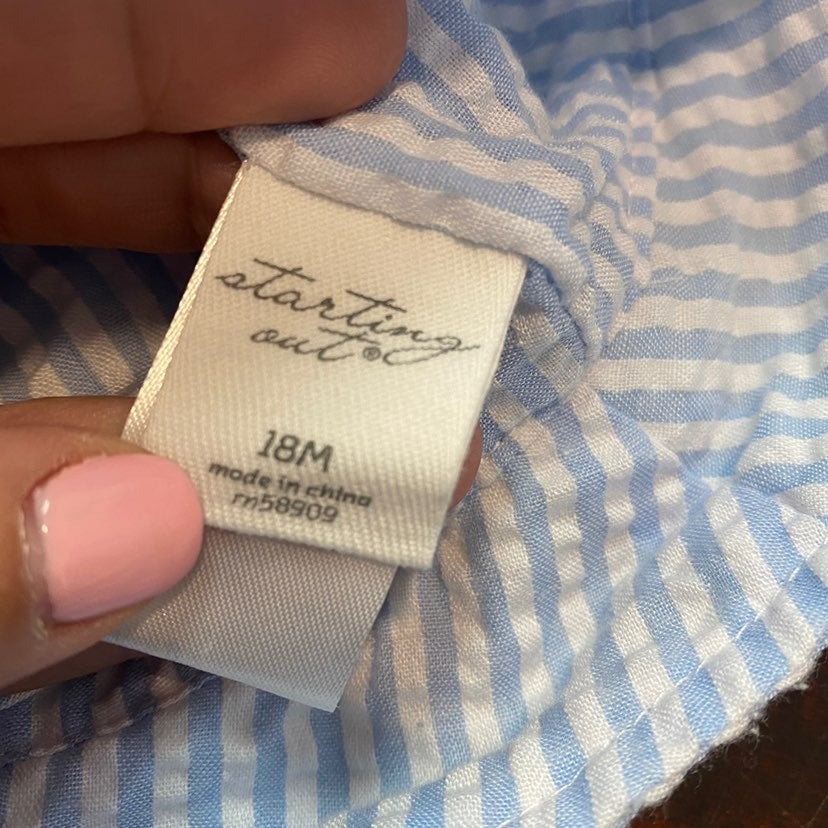 starting
out®
18M
made in china
rn58909